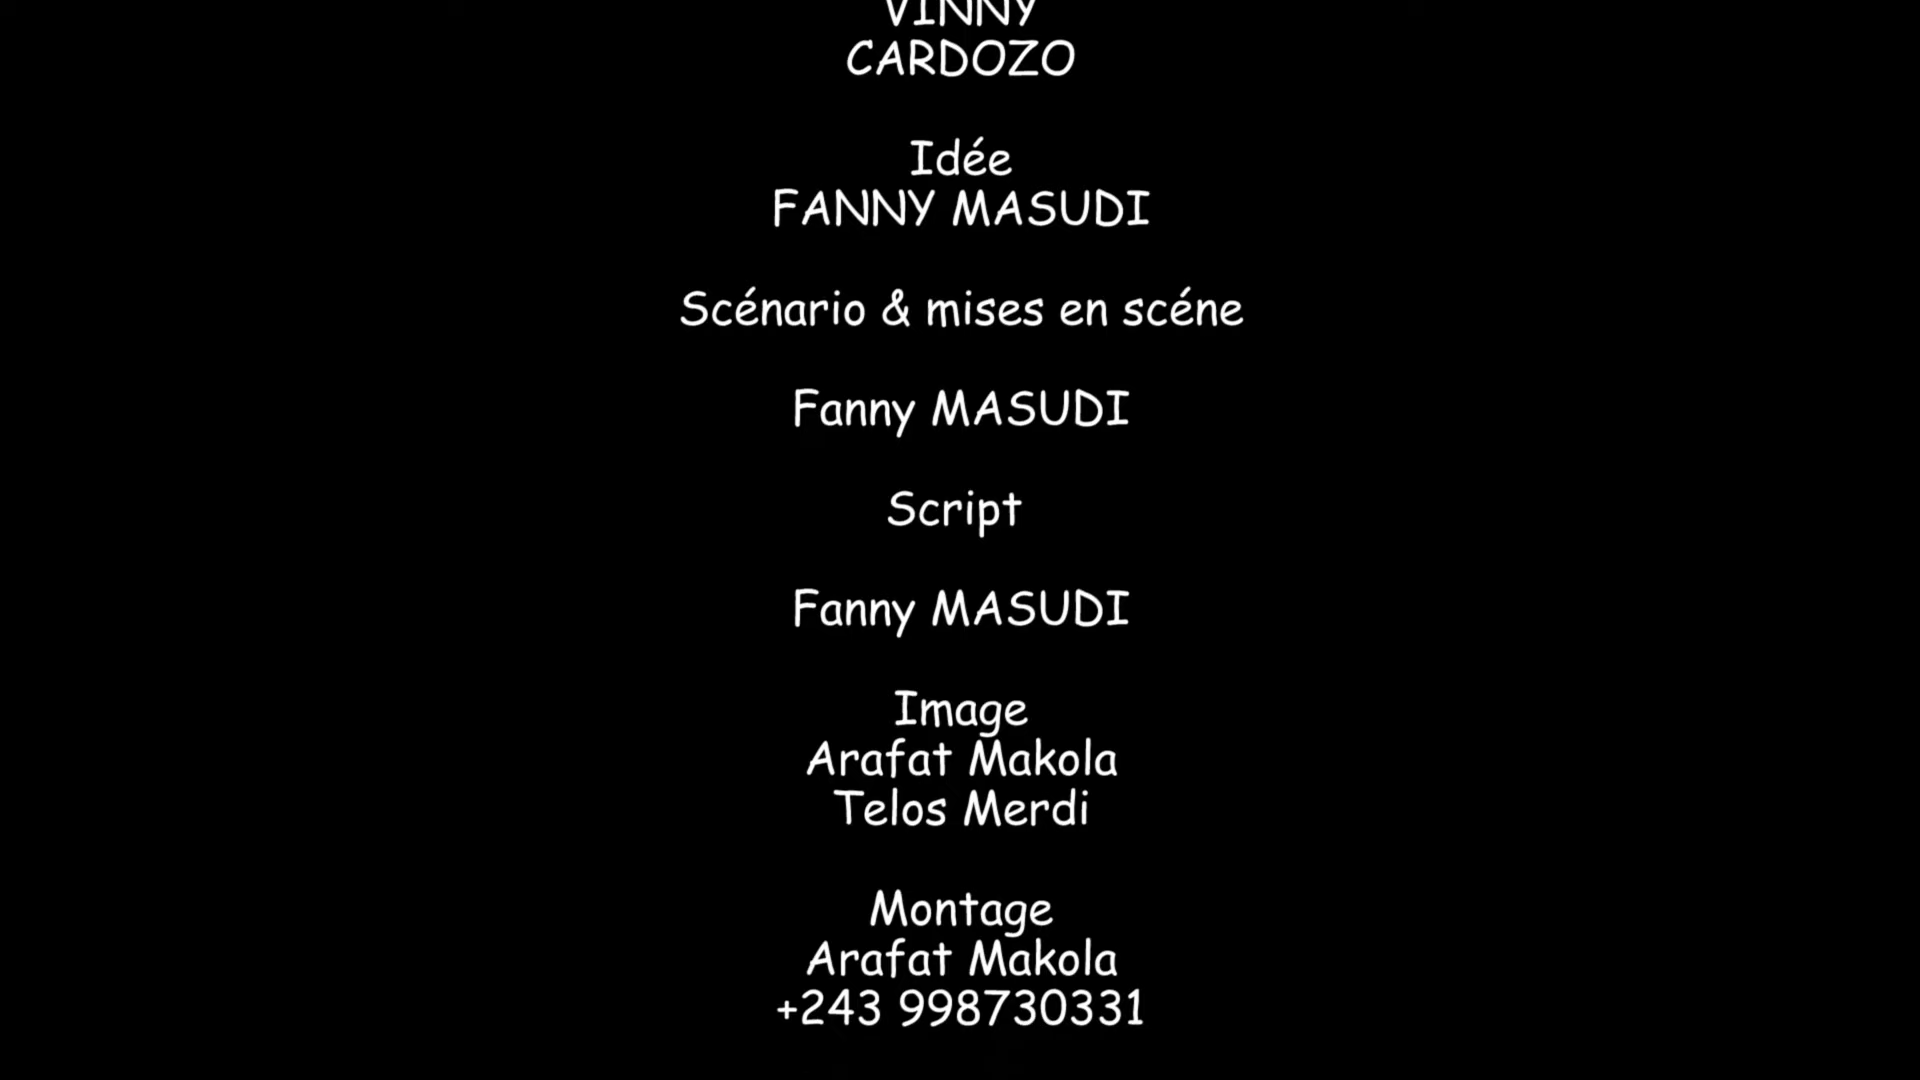 VINNY
CARDOZO
Idée
FANNY MASUDI
Scénario & mises en scéne
Fanny MASUDI
Script
Fanny MASUDI
Image
Arafat Makola
Telos Merdi
Montage
Arafat Makola
+243 998730331